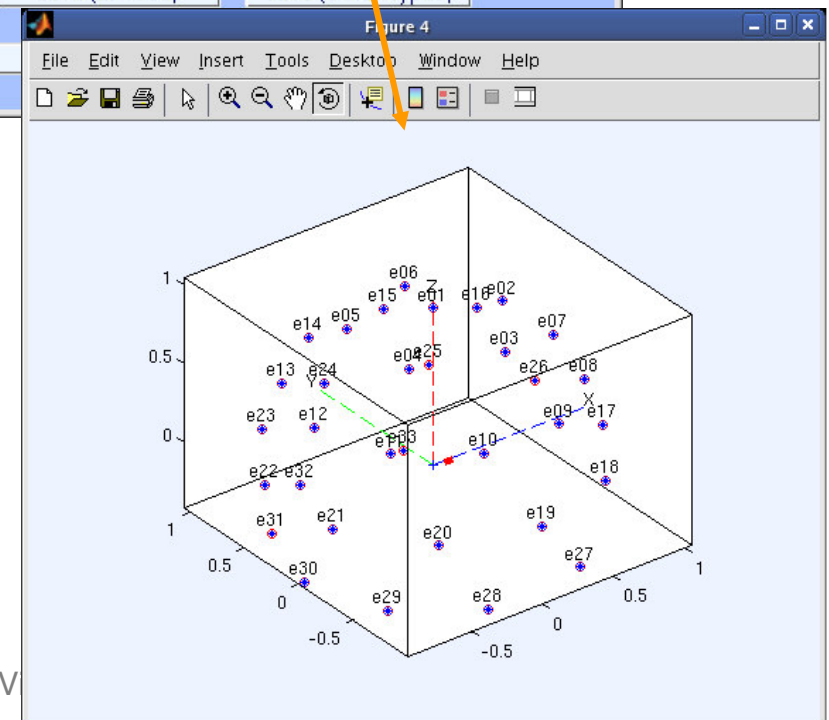 Figure 4
File Edit View Insert Tools Desktop Window Help
e06
Z
e15 e01 e16 e02
e14 e05 e07
e03
1
e04 e25
e13 e24 e26 e08
0.5
Y
X
e23 e12 e09 e17
e11 e33 e10
0
e22 e32 e18
e31 e21 e20 e19
1
e30 e27
0.5
e29 e28
1
0
0.5
-0.5
0
-0.5
Vi